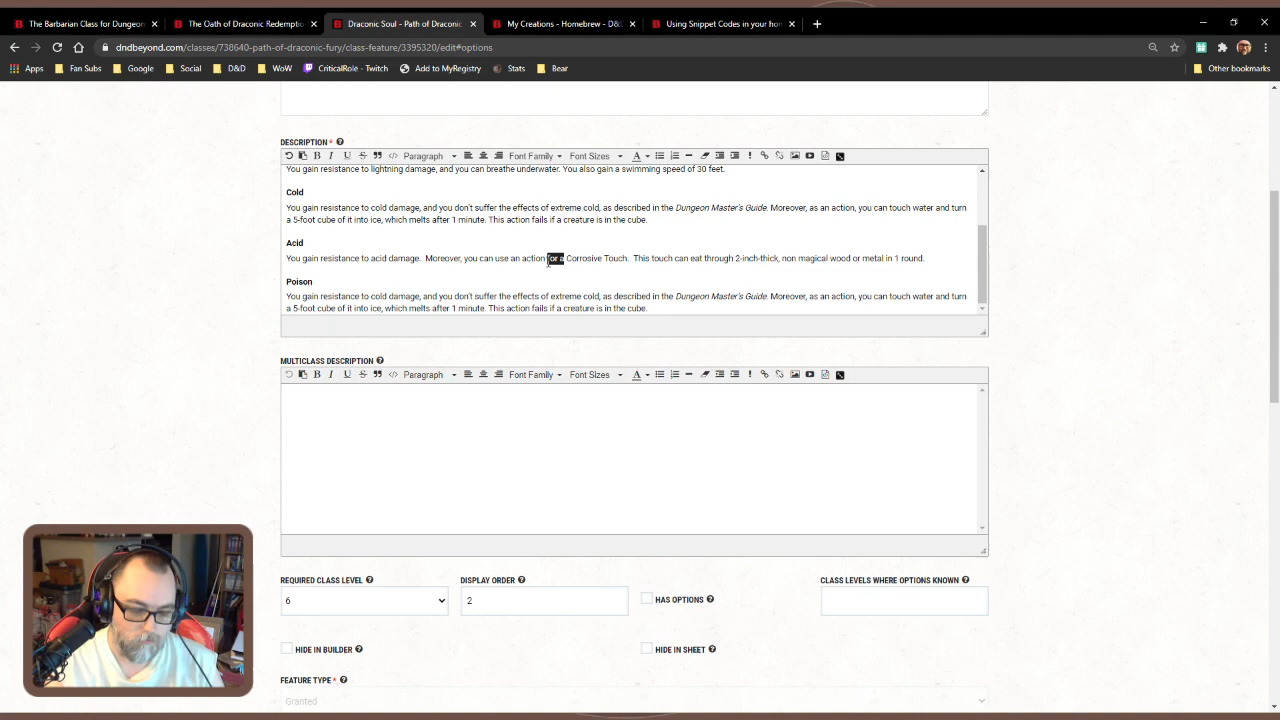 The Barbarian Class for Dungeon
The Oath of Draconic Redemptio
Draconic Soul - Path of Draconic
My Creations - Homebrew - D&D
Using Snippet Codes in your ho
dndbeyond.com/classes/738640-path-of-draconic-fury/class-feature/3395320/edit#options
Apps
Fan Subs
Google
Social
D&D
WoW
CriticalRole - Twitch
Add to MyRegistry
Stats
Bear
Other bookmarks
DESCRIPTION *
Paragraph
Font Family
Font Sizes
You gain resistance to lightning damage, and you can breathe underwater. You also gain a swimming speed of 30 feet.
Cold
You gain resistance to cold damage, and you don't suffer the effects of extreme cold, as described in the Dungeon Master's Guide. Moreover, as an action, you can touch water and turn
a 5-foot cube of it into ice, which melts after 1 minute. This action fails if a creature is in the cube.
Acid
You gain resistance to acid damage. Moreover, you can use an action for a Corrosive Touch. This touch can eat through 2-inch-thick, non magical wood or metal in 1 round.
Poison
You gain resistance to cold damage, and you don't suffer the effects of extreme cold, as described in the Dungeon Master's Guide. Moreover, as an action, you can touch water and turn
a 5-foot cube of it into ice, which melts after 1 minute. This action fails if a creature is in the cube.
MULTICLASS DESCRIPTION
Paragraph
Font Family
Font Sizes
REQUIRED CLASS LEVEL
DISPLAY ORDER
HAS OPTIONS
CLASS LEVELS WHERE OPTIONS KNOWN
6
2
HIDE IN BUILDER
HIDE IN SHEET
FEATURE TYPE *
Granted